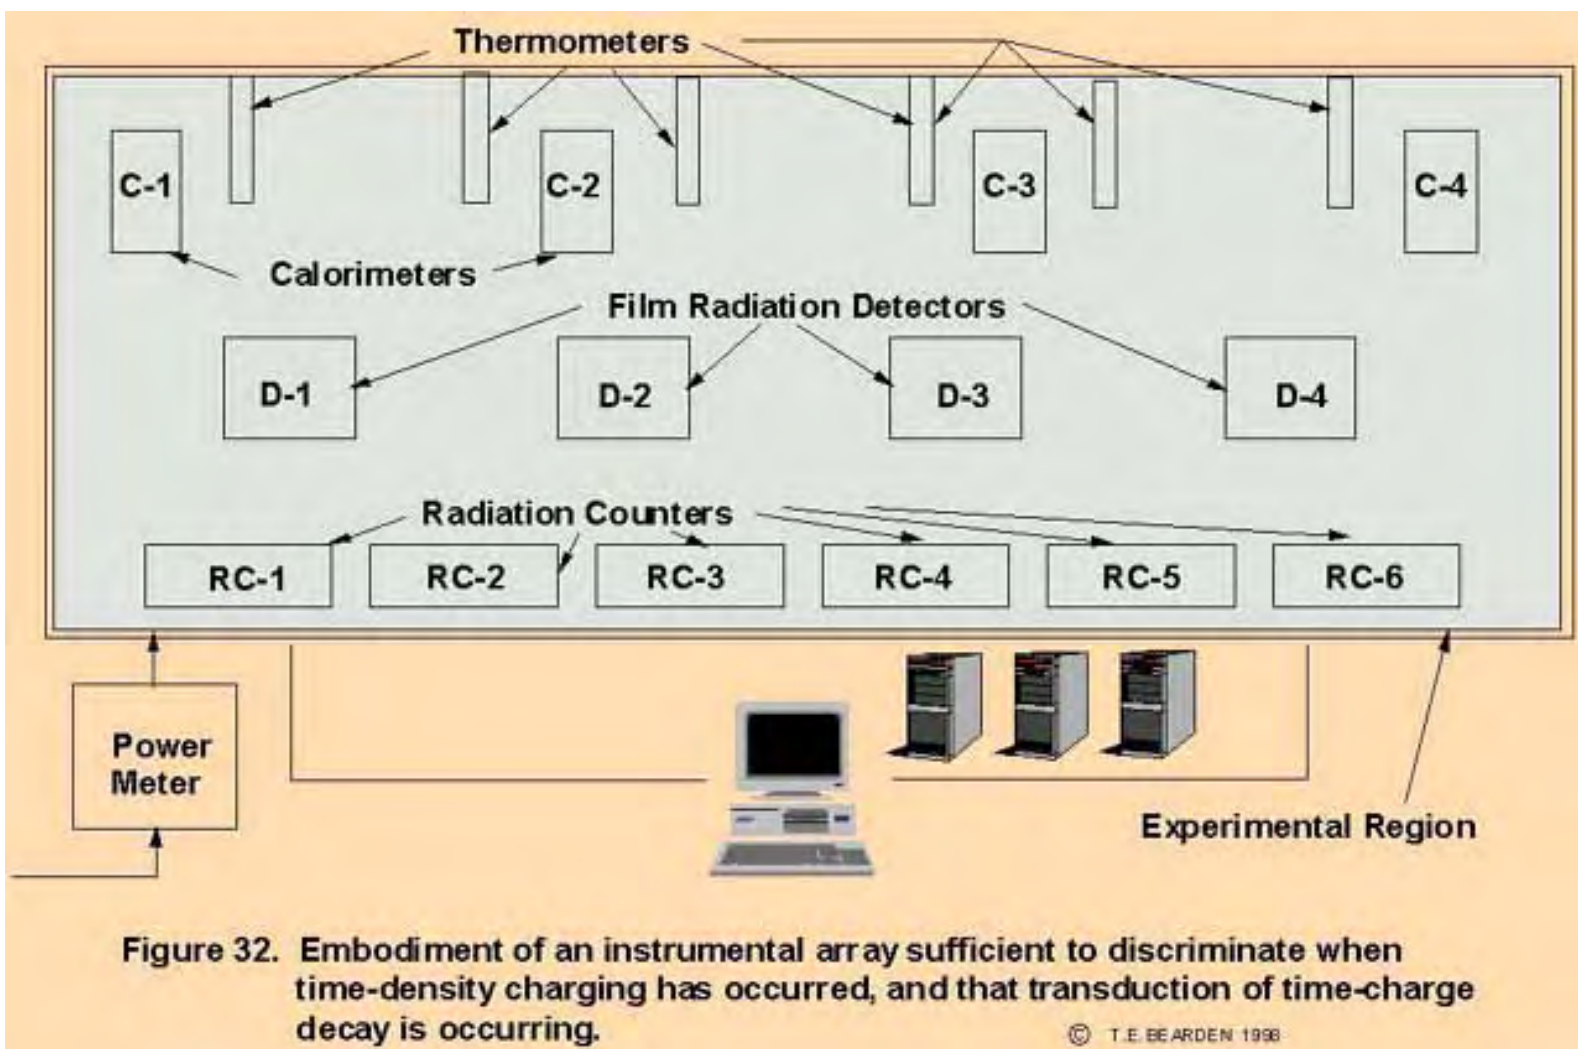 Thermometers
C-1
C-2
C-3
C-4
Calorimeters
Film Radiation Detectors
D-1
D-2
D-3
D-4
Radiation Counters
RC-1
RC-2
RC-3
RC-4
RC-5
RC-6
Power
Meter
Experimental Region
Figure 32. Embodiment of an instrumental array sufficient to discriminate when
time-density charging has occurred, and that transduction of time-charge
decay is occurring.
© T.E. BEARDEN 1998